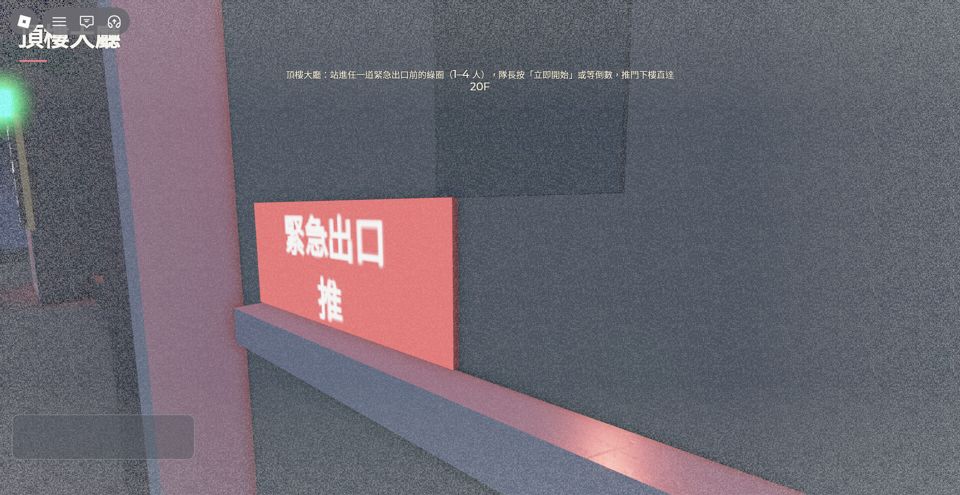 頂樓大廳
頂樓大廳：站進任一道緊急出口前的綠圈（1–4 人），隊長按「立即開始」或等倒數，推門下樓直達
20F
緊急出口
推